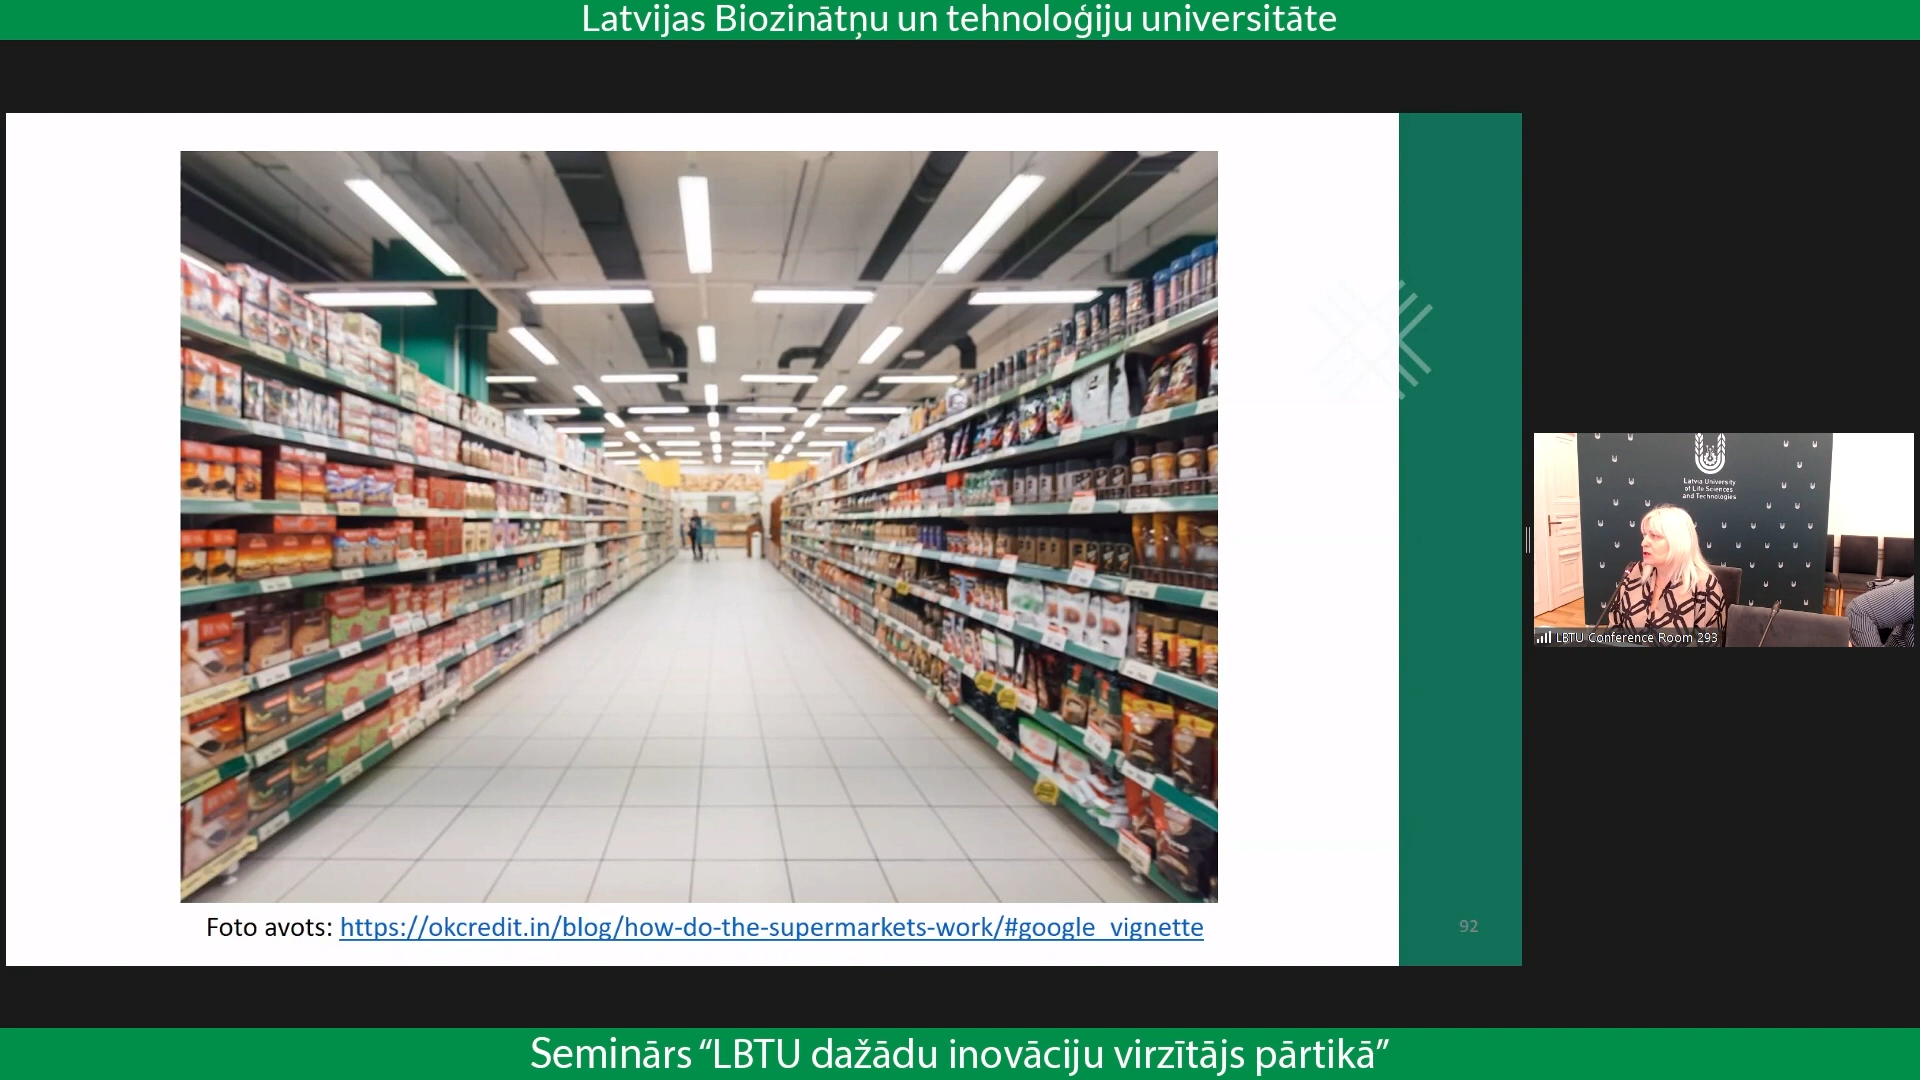 Latvijas Biozinātņu un tehnoloģiju universitāte
Foto avots: https://okcredit.in/blog/how-do-the-supermarkets-work/#google_vignette
92
Latvia University
of Life Sciences
and Technologies
LBTU Conference Room 293
Seminārs “LBTU dažādu inovāciju virzītājs pārtikā”